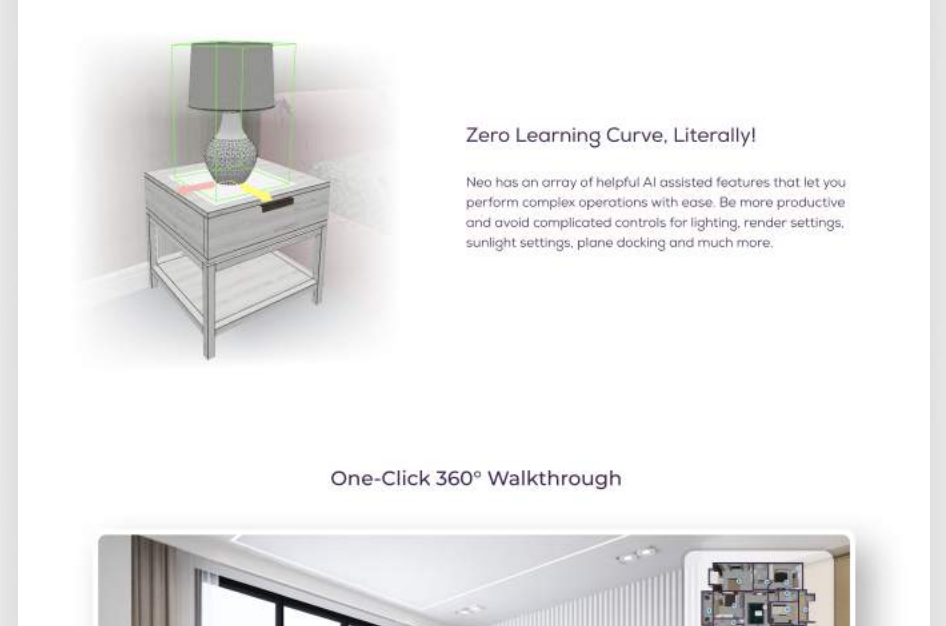 Zero Learning Curve, Literally!
Neo has an array of helpful AI assisted features that let you
perform complex operations with ease. Be more productive
and avoid complicated controls for lighting, render settings,
sunlight settings, plane docking and much more.
One-Click 360° Walkthrough